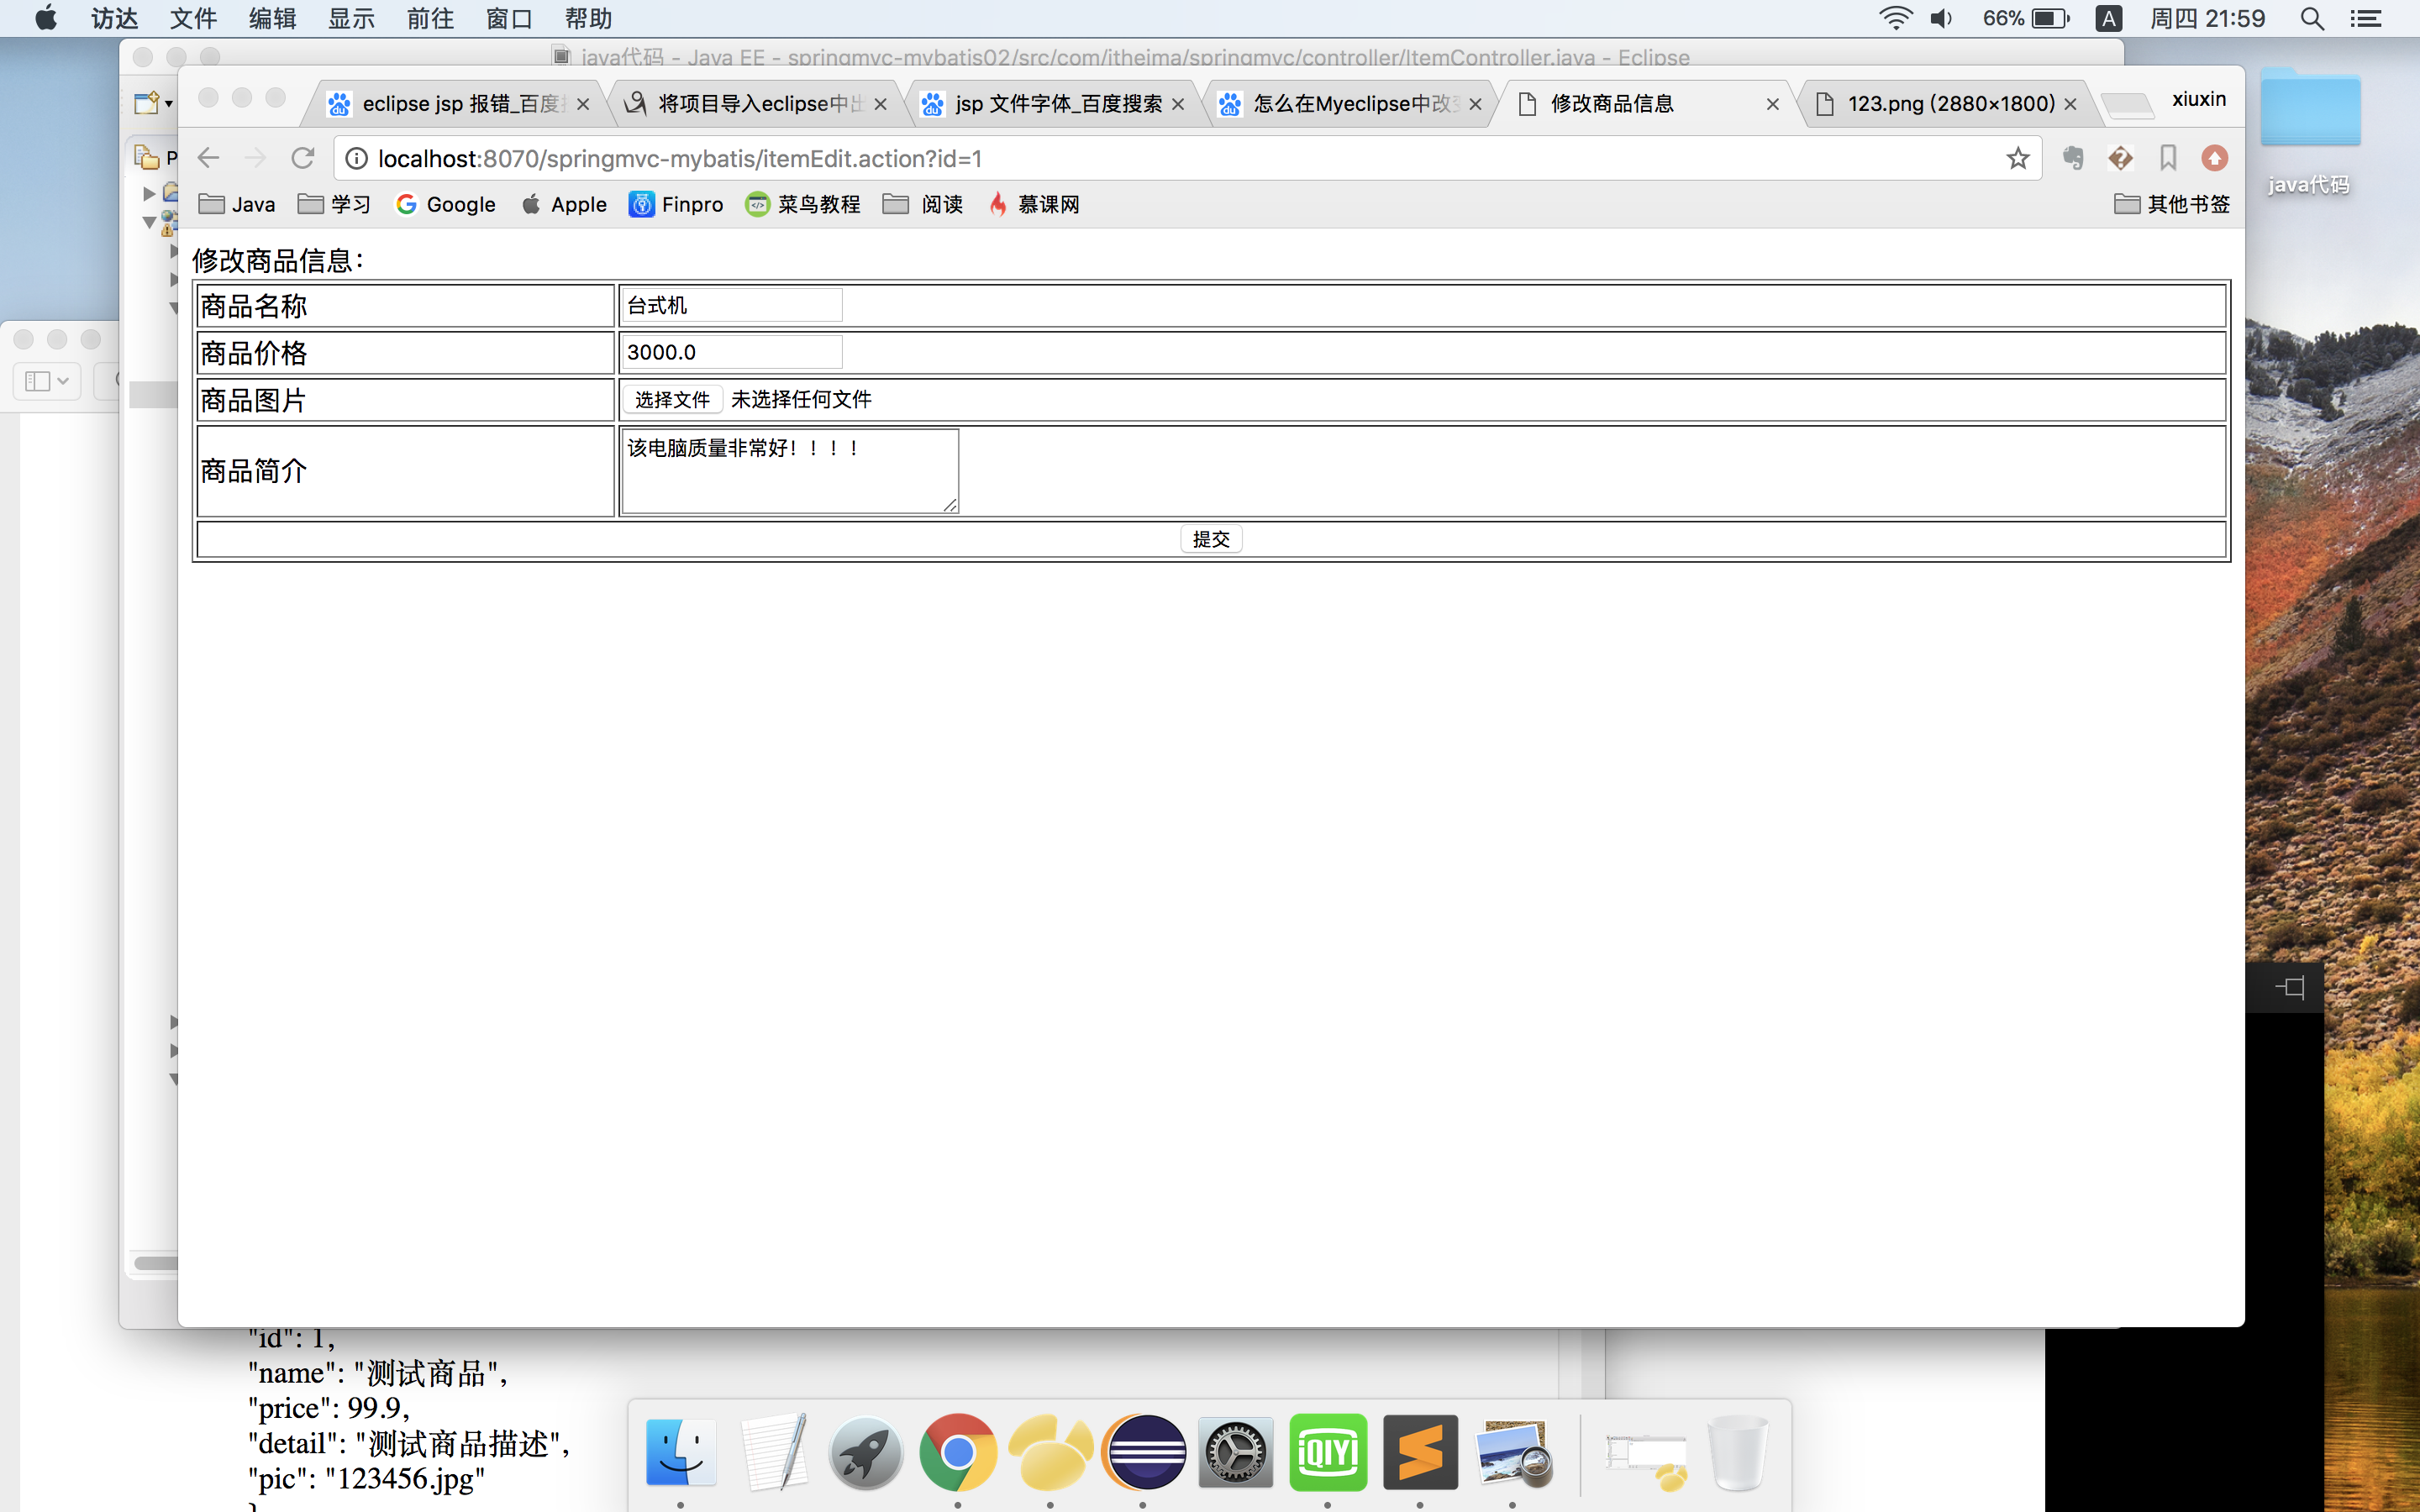 访达 文件 编辑 显示 前往 窗口 帮助 66% A 周四 21:59
java代码 - Java EE - springmvc-mybatis02/src/com/itheima/springmvc/controller/ItemController.java - Eclipse
eclipse jsp 报错_百度 将项目导入eclipse中出 jsp 文件字体_百度搜索 怎么在Myeclipse中改 修改商品信息 123.png (2880×1800) xiuxin
P
localhost:8070/springmvc-mybatis/itemEdit.action?id=1
java代码
Java 学习 Google Apple Finpro 菜鸟教程 阅读 慕课网 其他书签
修改商品信息：
商品名称 台式机
商品价格 3000.0
商品图片 选择文件 未选择任何文件
商品简介 该电脑质量非常好！！！！
提交
"id": 1,
"name": "测试商品",
"price": 99.9,
"detail": "测试商品描述",
"pic": "123456.jpg"
}
iQIYI